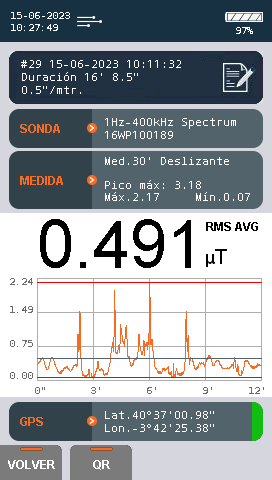 15-06-2023
10:27:49
97%
#29 15-06-2023 10:11:32
Duración 16' 8.5"
0.5"/mtr.
SONDA
1Hz-400kHz Spectrum
16WP100189
MEDIDA
Med.30' Deslizante
Pico máx: 3.18
Máx.2.17 Mín.0.07
0.491 RMS AVG
µT
2.24
1.49
0.75
0.00
0" 3' 6' 9' 12'
GPS
Lat.40°37'00.98"
Lon.-3°42'25.38"
VOLVER QR